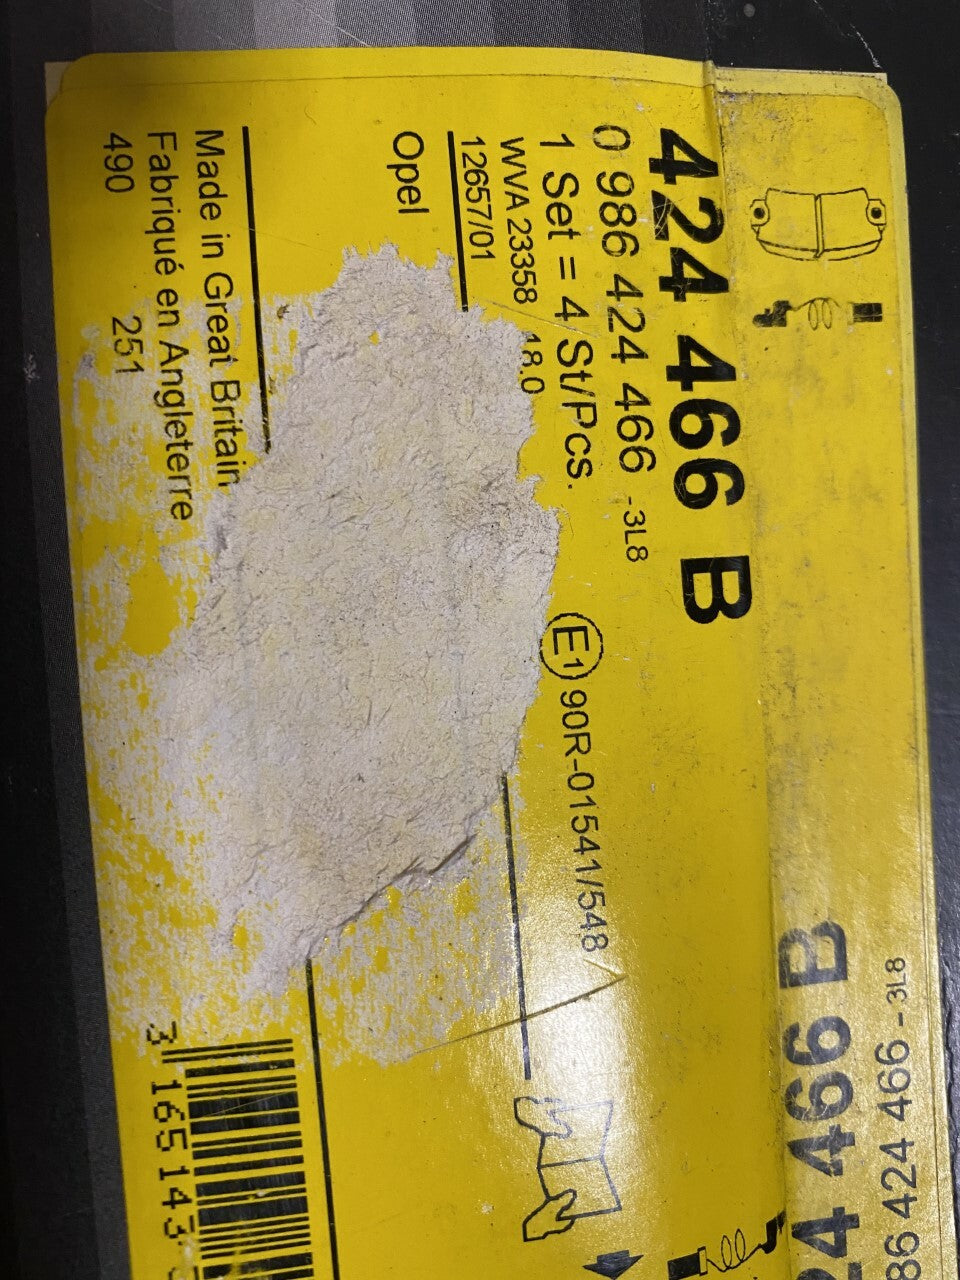 424 466 B
0 986 424 466 -3L8
1 Set = 4 St/Pcs. E1 90R-01541/548
WVA 23358 18.0
12657/01
Opel
Made in Great Britain
Fabriqué en Angleterre
490 251
3 165143
24 466 B
86 424 466 - 3L8